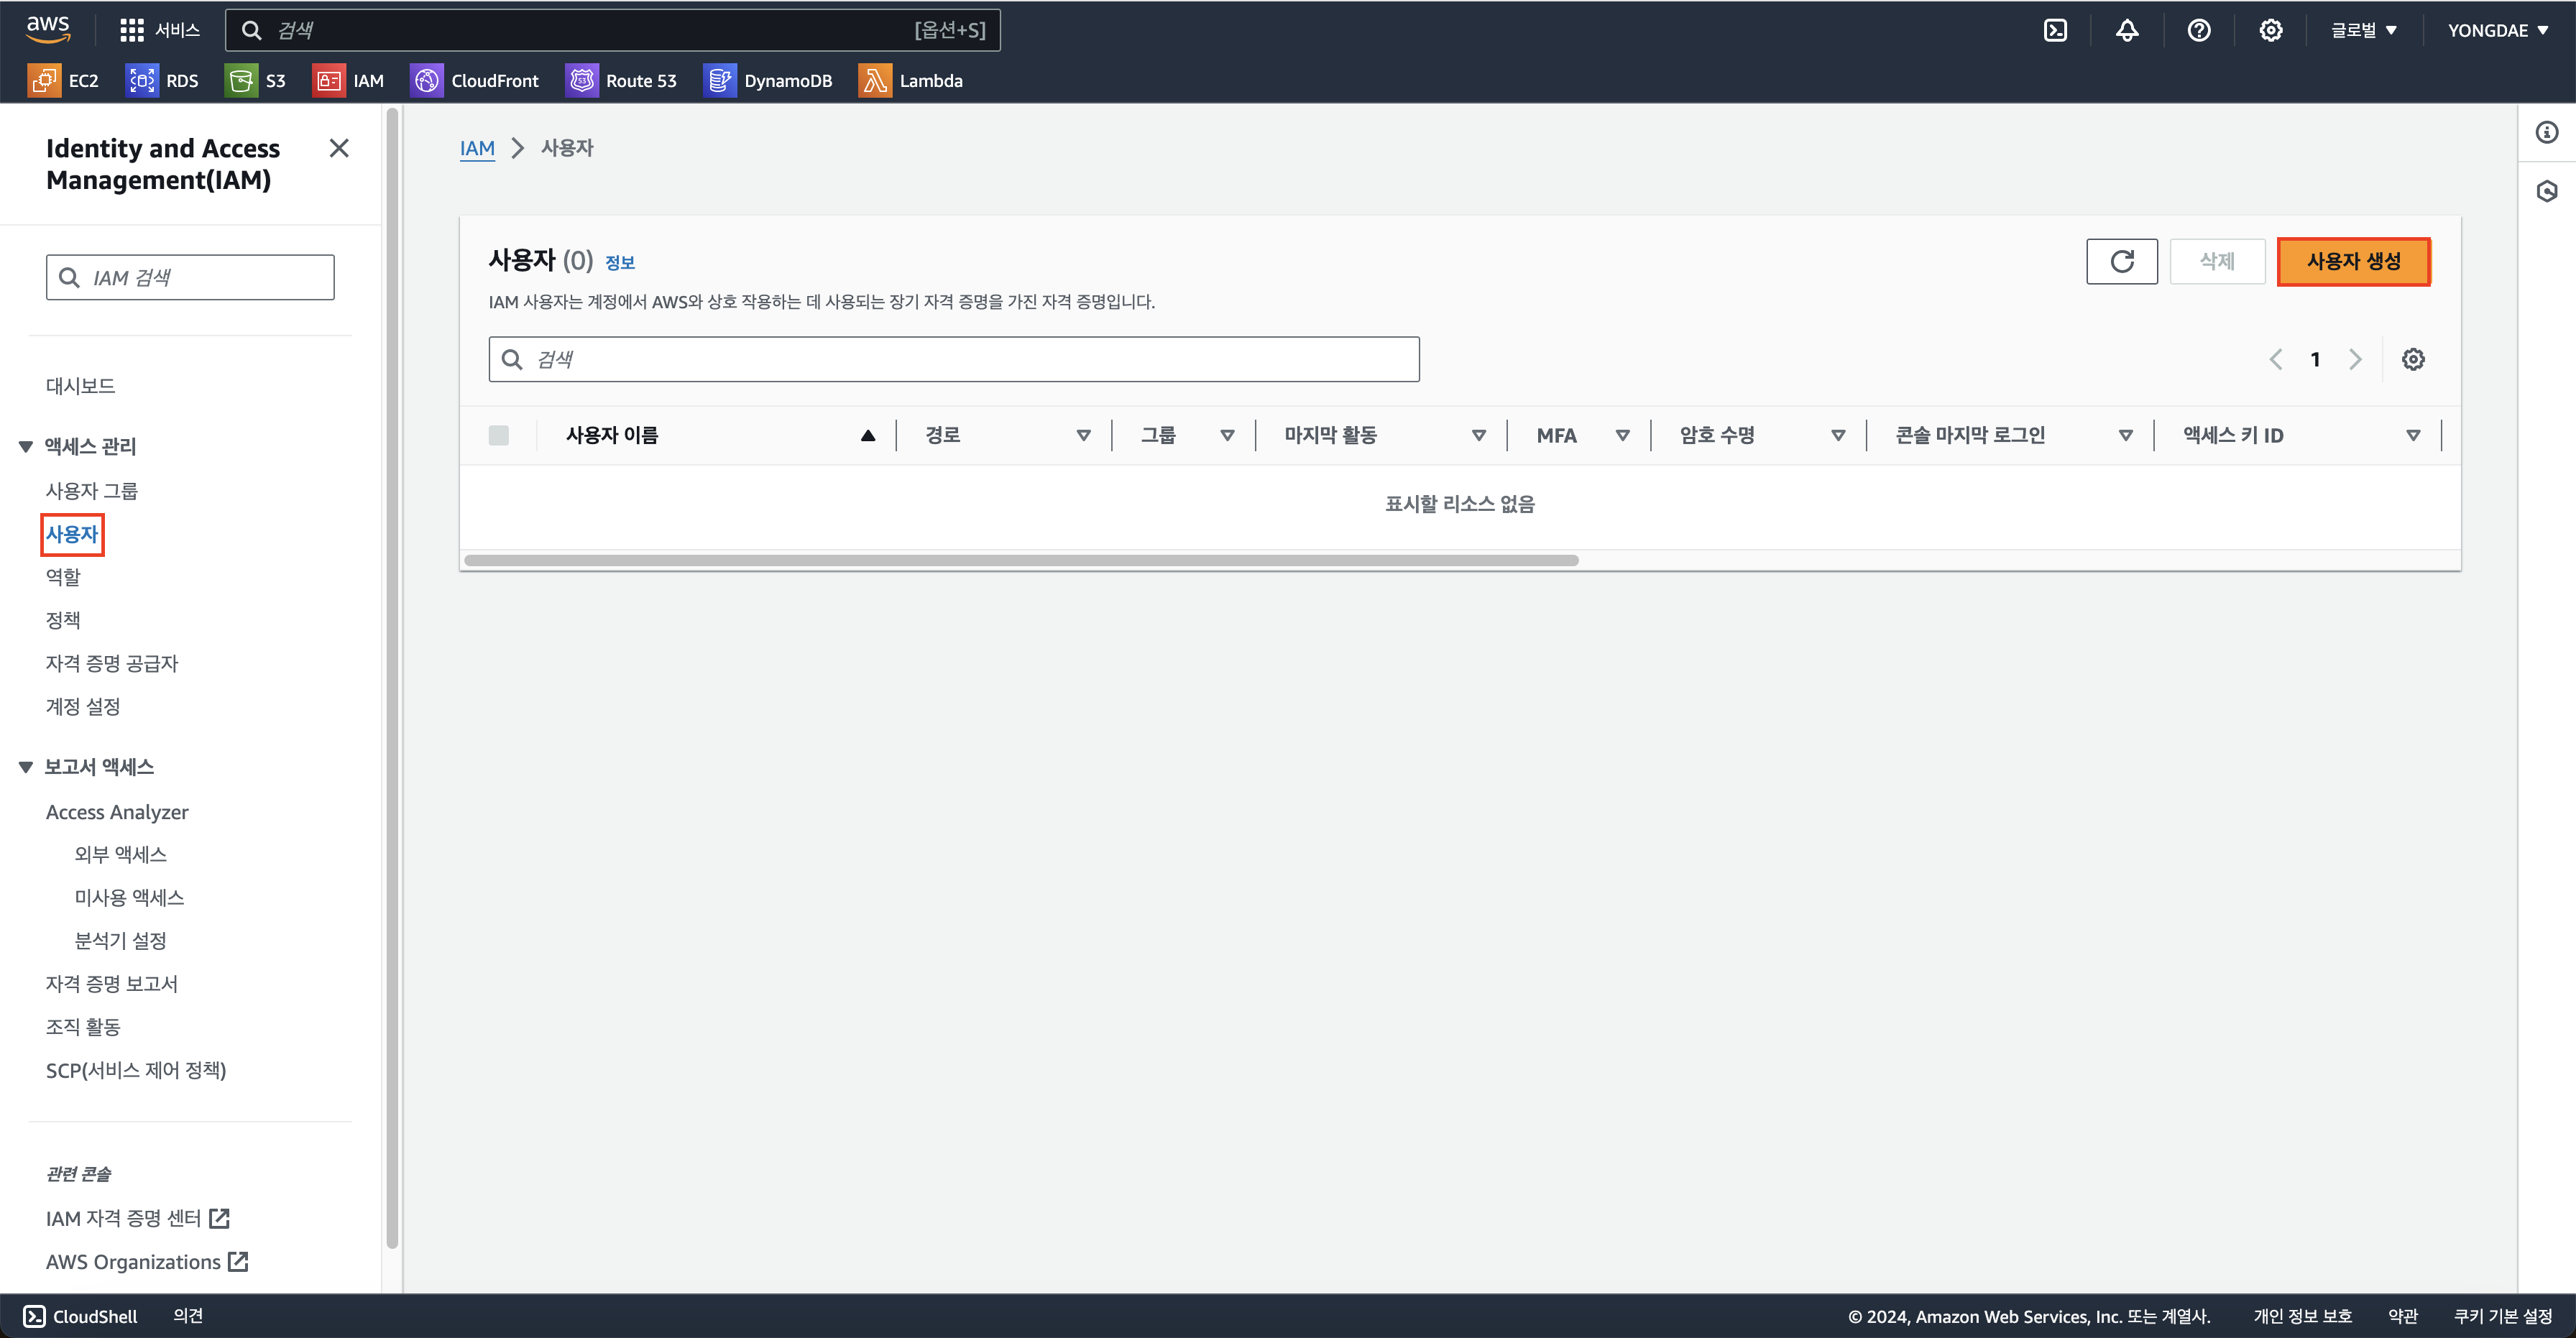 aws
서비스
검색
[옵션+S]
글로벌
YONGDAE
EC2
RDS
S3
IAM
CloudFront
Route 53
DynamoDB
Lambda
Identity and Access
Management(IAM)
IAM 검색
대시보드
액세스 관리
사용자 그룹
사용자
역할
정책
자격 증명 공급자
계정 설정
보고서 액세스
Access Analyzer
외부 액세스
미사용 액세스
분석기 설정
자격 증명 보고서
조직 활동
SCP(서비스 제어 정책)
관련 콘솔
IAM 자격 증명 센터
AWS Organizations
IAM
사용자
사용자 (0) 정보
삭제
사용자 생성
IAM 사용자는 계정에서 AWS와 상호 작용하는 데 사용되는 장기 자격 증명을 가진 자격 증명입니다.
검색
1
사용자 이름
경로
그룹
마지막 활동
MFA
암호 수명
콘솔 마지막 로그인
액세스 키 ID
표시할 리소스 없음
CloudShell
의견
© 2024, Amazon Web Services, Inc. 또는 계열사.
개인 정보 보호
약관
쿠키 기본 설정